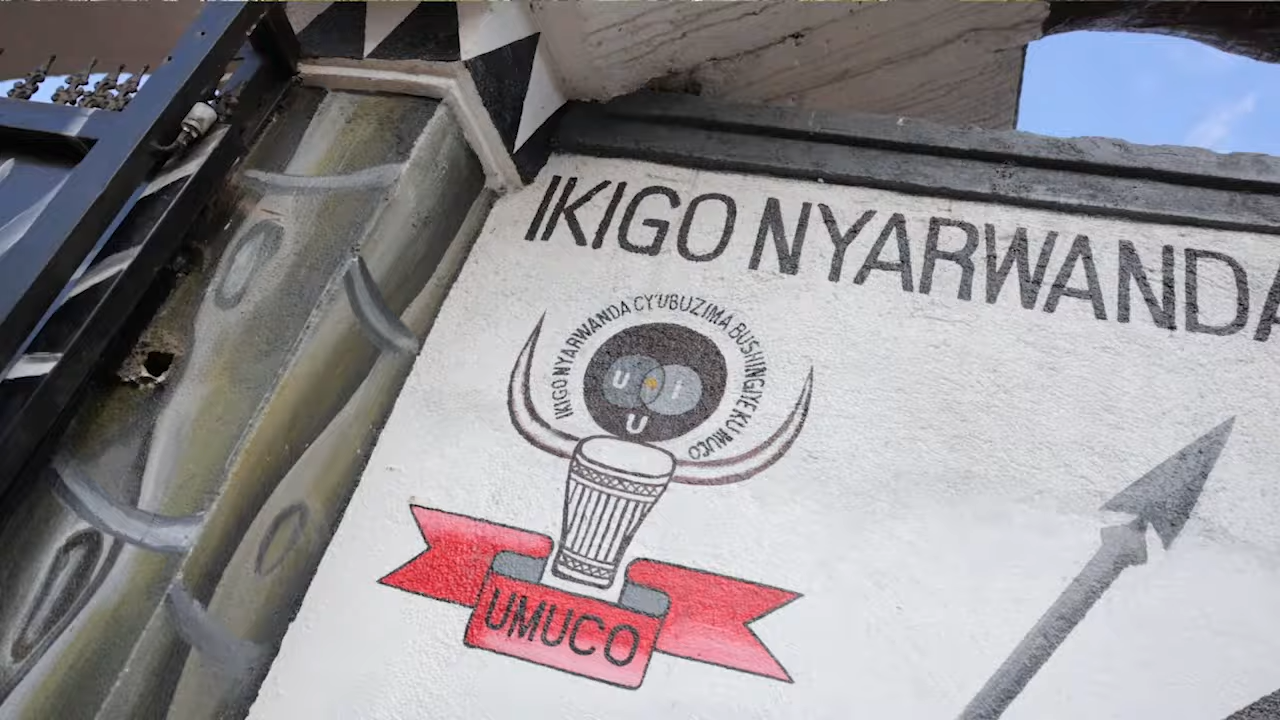 IKIGO NYARWANDA
IKIGO NYARWANDA CY'UBUZIMA BUSHINGIYE KU MUCO
U I
U
UMUCO